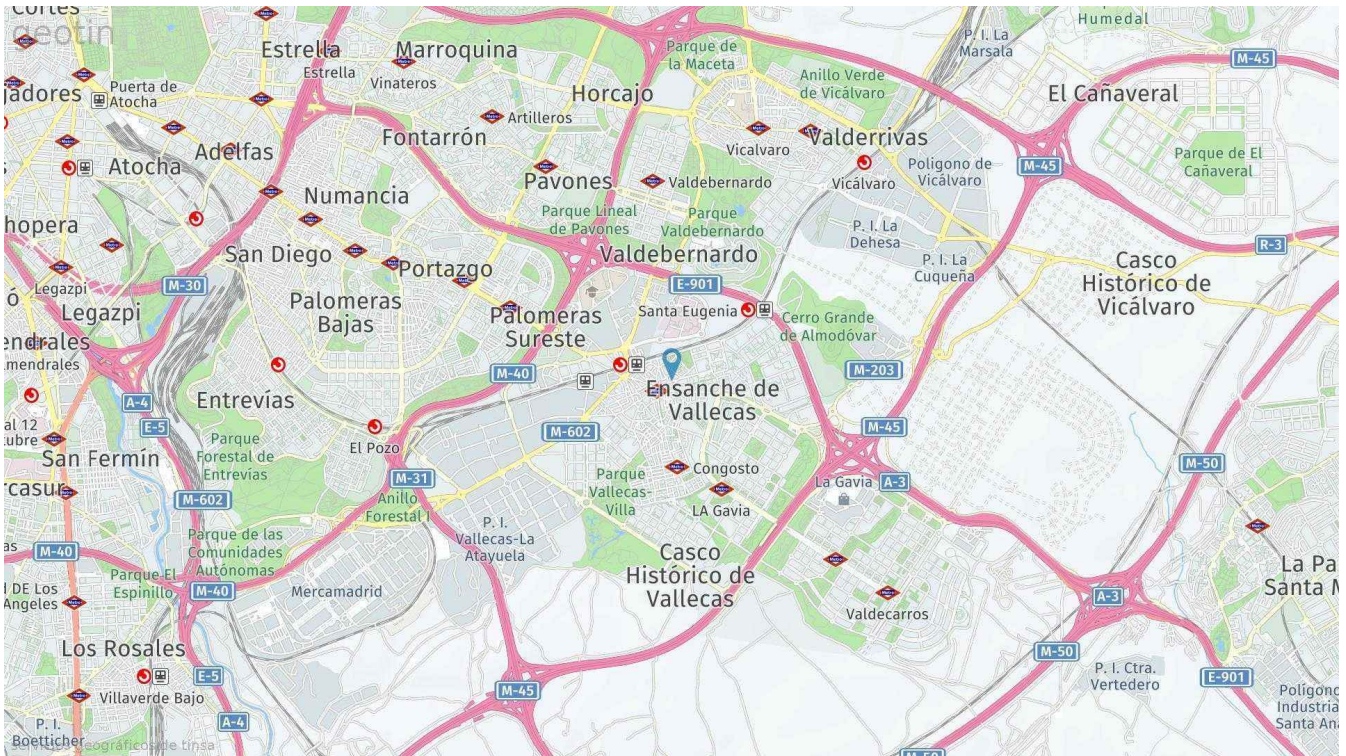 Cortes
geotin
Estrella
Estrella
Marroquina
Vinateros
Parque de
la Maceta
P. I. La
Marsala
Humedal
M-45
Puerta de
Atocha
Artilleros
Horcajo
Anillo Verde
de Vicálvaro
El Cañaveral
Fontarrón
Vicalvaro
Valderrivas
Atocha
Adelfas
Numancia
Pavones
Valdebernardo
Vicálvaro
Polígono de
Vicálvaro
M-45
Parque de El
Cañaveral
Parque Lineal
de Pavones
Parque
Valdebernardo
P. I. La
Dehesa
P. I. La
Cuqueña
R-3
San Diego
Portazgo
Valdebernardo
Casco
Histórico de
Vicálvaro
Legazpi
Legazpi
M-30
Palomeras
Bajas
Palomeras
Sureste
E-901
Santa Eugenia
Cerro Grande
de Almodóvar
M-40
M-203
Entrevías
Ensanche de
Vallecas
A-4
E-5
M-602
M-45
El Pozo
Parque
Forestal de
Entrevías
San Fermín
M-31
Congosto
La Gavia
A-3
M-50
M-602
Anillo
Forestal I
Parque
Vallecas-
Villa
LA Gavia
P. I.
Vallecas-La
Atayuela
M-40
Parque de las
Comunidades
Autónomas
Casco
Histórico de
Vallecas
Parque El
Espinillo
M-40
Mercamadrid
Valdecarros
A-3
Los Rosales
M-50
P. I. Ctra.
Vertedero
E-901
E-5
Villaverde Bajo
M-45
A-4
P. I.
Boetticher
Servicios geográficos de tinsa
M-50